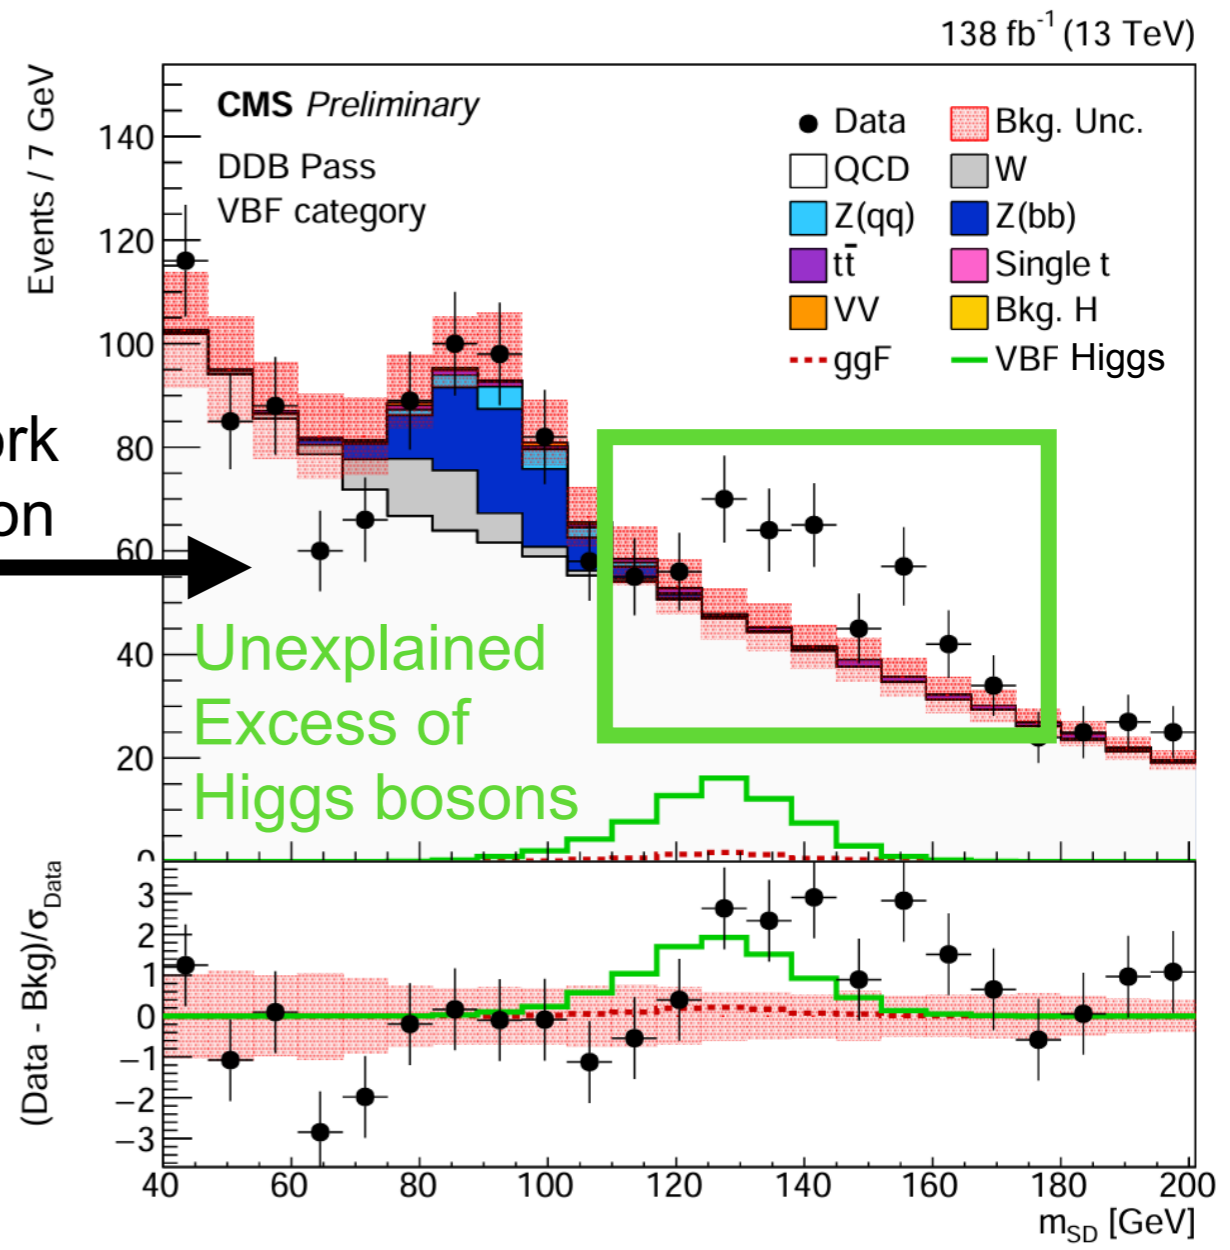 138 fb⁻¹ (13 TeV)
Events / 7 GeV
CMS Preliminary
DDB Pass
VBF category
Data
Bkg. Unc.
QCD
W
Z(qq)
Z(bb)
tt̄
Single t
VV
Bkg. H
ggF
VBF Higgs
140
120
100
80
60
40
20
0
Unexplained
Excess of
Higgs bosons
(Data - Bkg)/σ_Data
3
2
1
0
−1
−2
−3
40 60 80 100 120 140 160 180 200
m_SD [GeV]